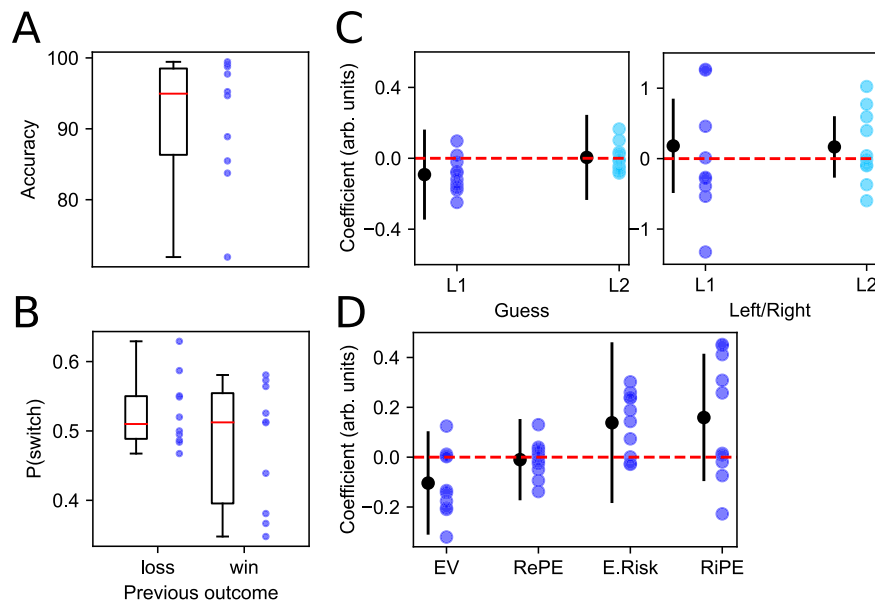 A
Accuracy
100
90
80
C
Coefficient (arb. units)
0.4
0.0
−0.4
L1
L2
Guess
1
0
−1
L1
L2
Left/Right
B
P(switch)
0.6
0.5
0.4
loss
win
Previous outcome
D
Coefficient (arb. units)
0.4
0.2
0.0
−0.2
EV
RePE
E.Risk
RiPE